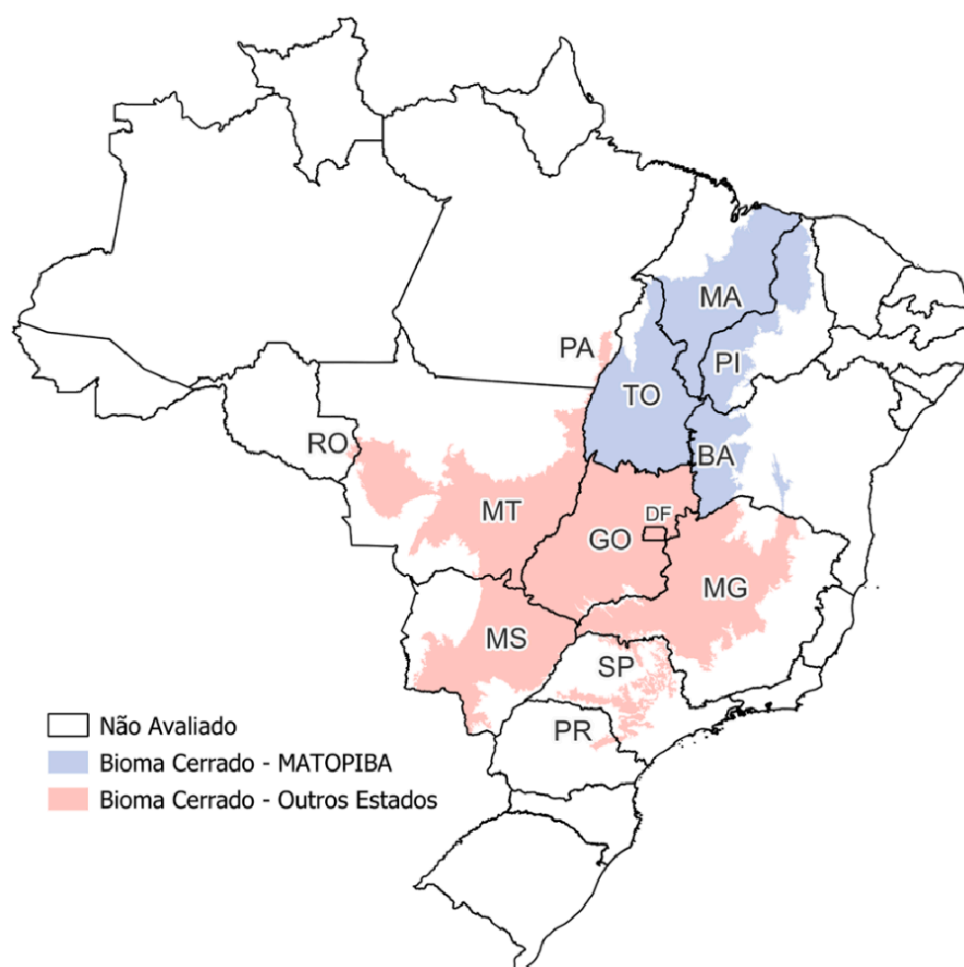 MA
PA
PI
TO
RO
BA
MT
DF
GO
MG
MS
SP
PR
Não Avaliado
Bioma Cerrado - MATOPIBA
Bioma Cerrado - Outros Estados